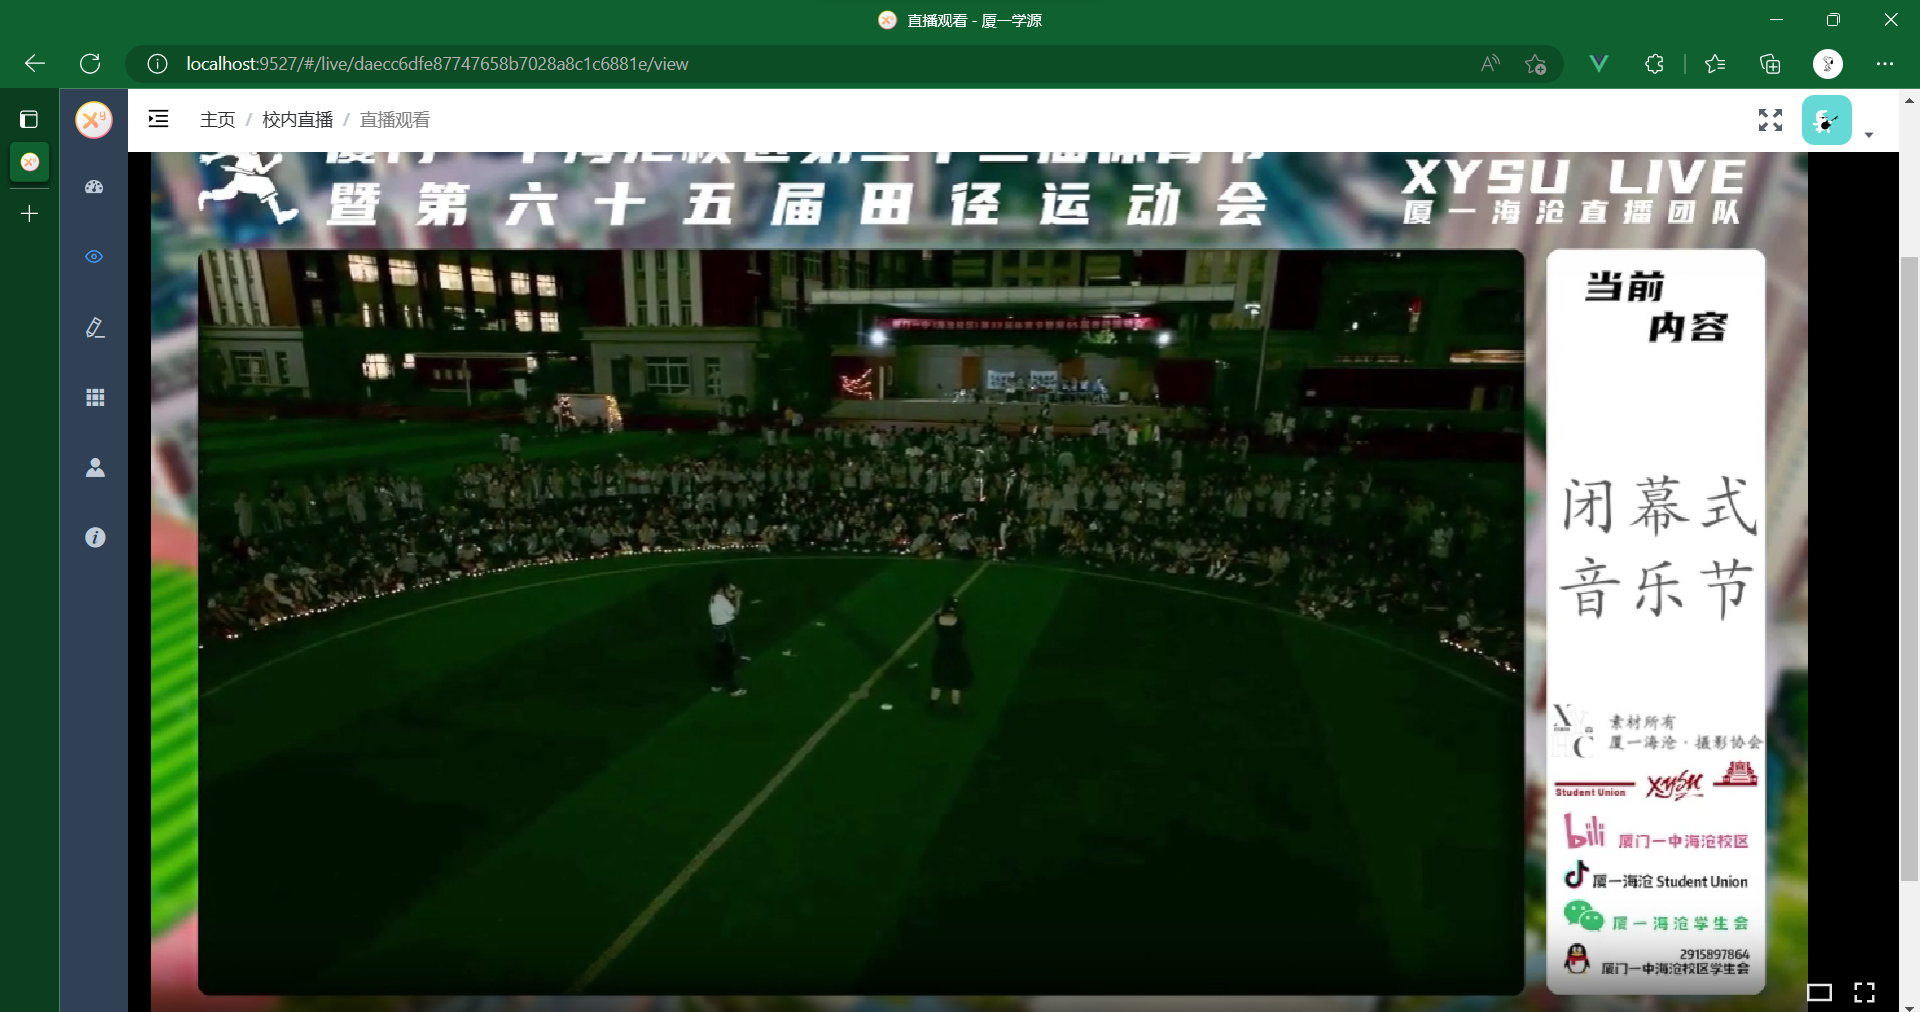 直播观看 - 厦一学源
localhost:9527/#/live/daecc6dfe87747658b7028a8c1c6881e/view
主页 / 校内直播 / 直播观看
暨第六十五届田径运动会
XYSU LIVE
厦一海沧直播团队
当前
内容
闭幕式
音乐节
素材所有
厦一海沧·摄影协会
Student Union
XYSU
bili 厦门一中海沧校区
厦一海沧 Student Union
厦一海沧学生会
2915897864
厦门一中海沧校区学生会